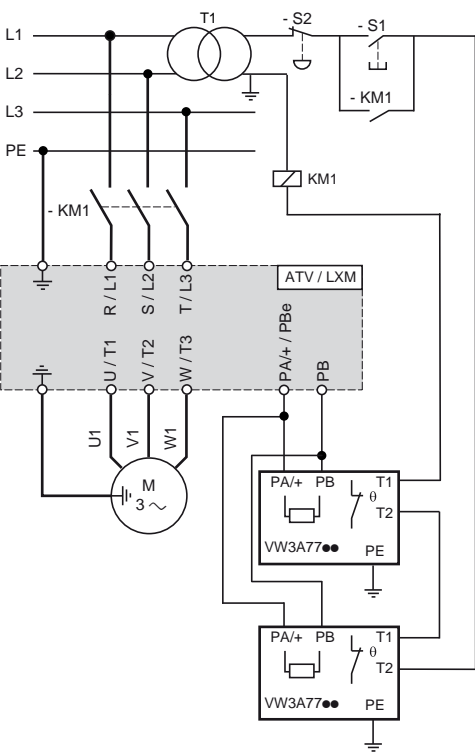 T1
- S2
- S1
L1
L2
- KM1
L3
PE
KM1
- KM1
ATV / LXM
R / L1
S / L2
T / L3
U / T1
V / T2
W / T3
PA/+ / PBe
PB
U1
V1
W1
M
3 ~
PA/+ PB T1
θ
T2
VW3A77●●
PE
PA/+ PB T1
θ
T2
VW3A77●●
PE